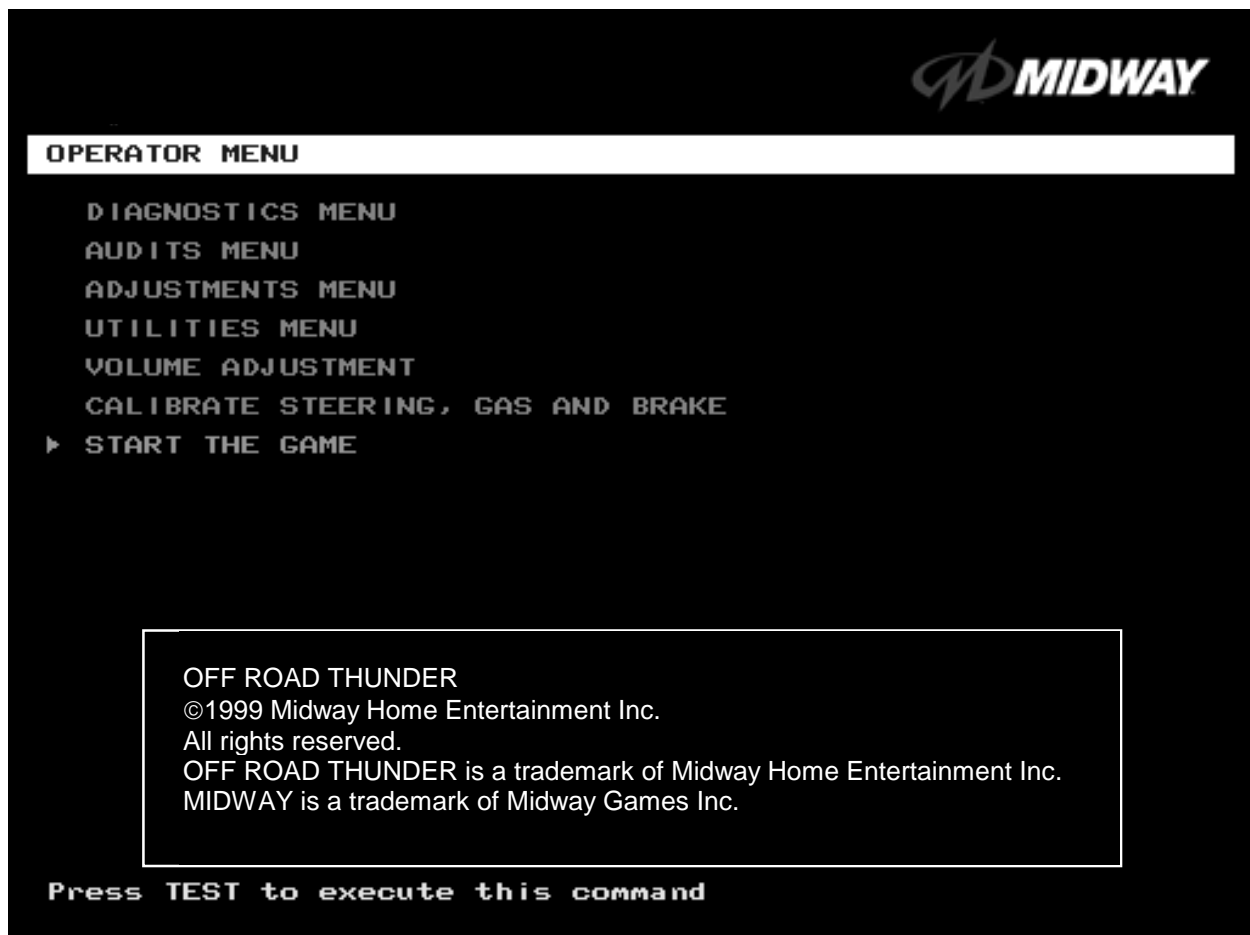 MIDWAY
OPERATOR MENU
DIAGNOSTICS MENU
AUDITS MENU
ADJUSTMENTS MENU
UTILITIES MENU
VOLUME ADJUSTMENT
CALIBRATE STEERING, GAS AND BRAKE
START THE GAME
OFF ROAD THUNDER
©1999 Midway Home Entertainment Inc.
All rights reserved.
OFF ROAD THUNDER is a trademark of Midway Home Entertainment Inc.
MIDWAY is a trademark of Midway Games Inc.
Press TEST to execute this command